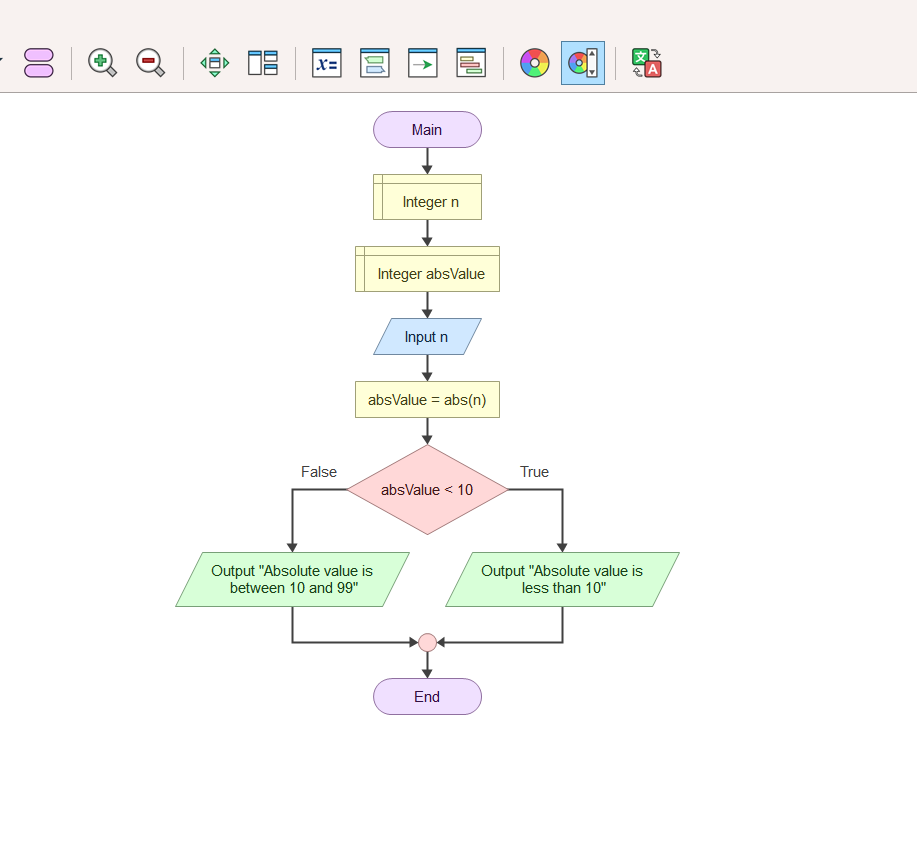 x=
文
A
Main
Integer n
Integer absValue
Input n
absValue = abs(n)
False
True
absValue < 10
Output "Absolute value is
between 10 and 99"
Output "Absolute value is
less than 10"
End